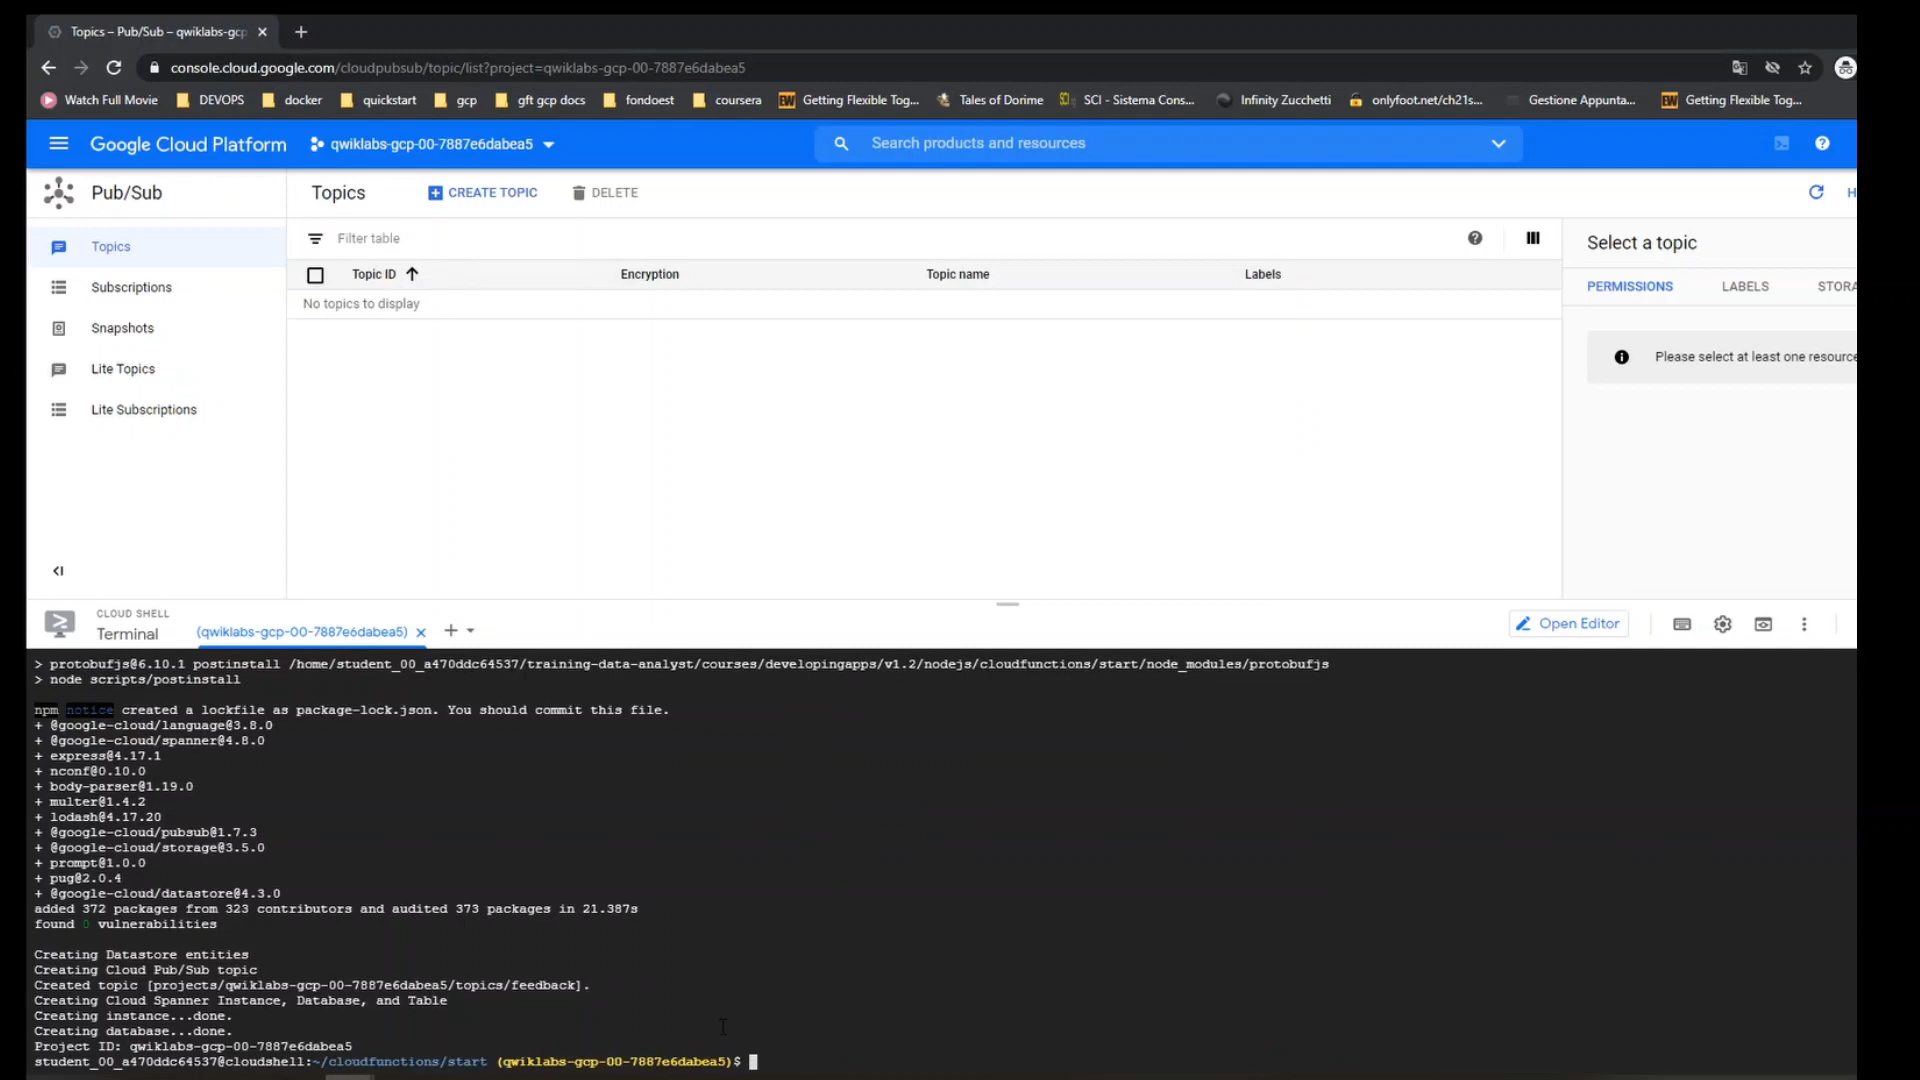 Topics – Pub/Sub – qwiklabs-gcp
console.cloud.google.com/cloudpubsub/topic/list?project=qwiklabs-gcp-00-7887e6dabea5
Watch Full Movie DEVOPS docker quickstart gcp gft gcp docs fondoest coursera Getting Flexible Tog... Tales of Dorime SCI - Sistema Cons... Infinity Zucchetti onlyfoot.net/ch21s... Gestione Appunta... Getting Flexible Tog...
Google Cloud Platform qwiklabs-gcp-00-7887e6dabea5 Search products and resources
Pub/Sub Topics CREATE TOPIC DELETE H
Topics
Subscriptions
Snapshots
Lite Topics
Lite Subscriptions
Filter table
Topic ID Encryption Topic name Labels
No topics to display
Select a topic
PERMISSIONS LABELS STORA
Please select at least one resource
CLOUD SHELL
Terminal (qwiklabs-gcp-00-7887e6dabea5) Open Editor
> protobufjs@6.10.1 postinstall /home/student_00_a470ddc64537/training-data-analyst/courses/developingapps/v1.2/nodejs/cloudfunctions/start/node_modules/protobufjs
> node scripts/postinstall
npm notice created a lockfile as package-lock.json. You should commit this file.
+ @google-cloud/language@3.8.0
+ @google-cloud/spanner@4.8.0
+ express@4.17.1
+ nconf@0.10.0
+ body-parser@1.19.0
+ multer@1.4.2
+ lodash@4.17.20
+ @google-cloud/pubsub@1.7.3
+ @google-cloud/storage@3.5.0
+ prompt@1.0.0
+ pug@2.0.4
+ @google-cloud/datastore@4.3.0
added 372 packages from 323 contributors and audited 373 packages in 21.387s
found 0 vulnerabilities
Creating Datastore entities
Creating Cloud Pub/Sub topic
Created topic [projects/qwiklabs-gcp-00-7887e6dabea5/topics/feedback].
Creating Cloud Spanner Instance, Database, and Table
Creating instance...done.
Creating database...done.
Project ID: qwiklabs-gcp-00-7887e6dabea5
student_00_a470ddc64537@cloudshell:~/cloudfunctions/start (qwiklabs-gcp-00-7887e6dabea5)$